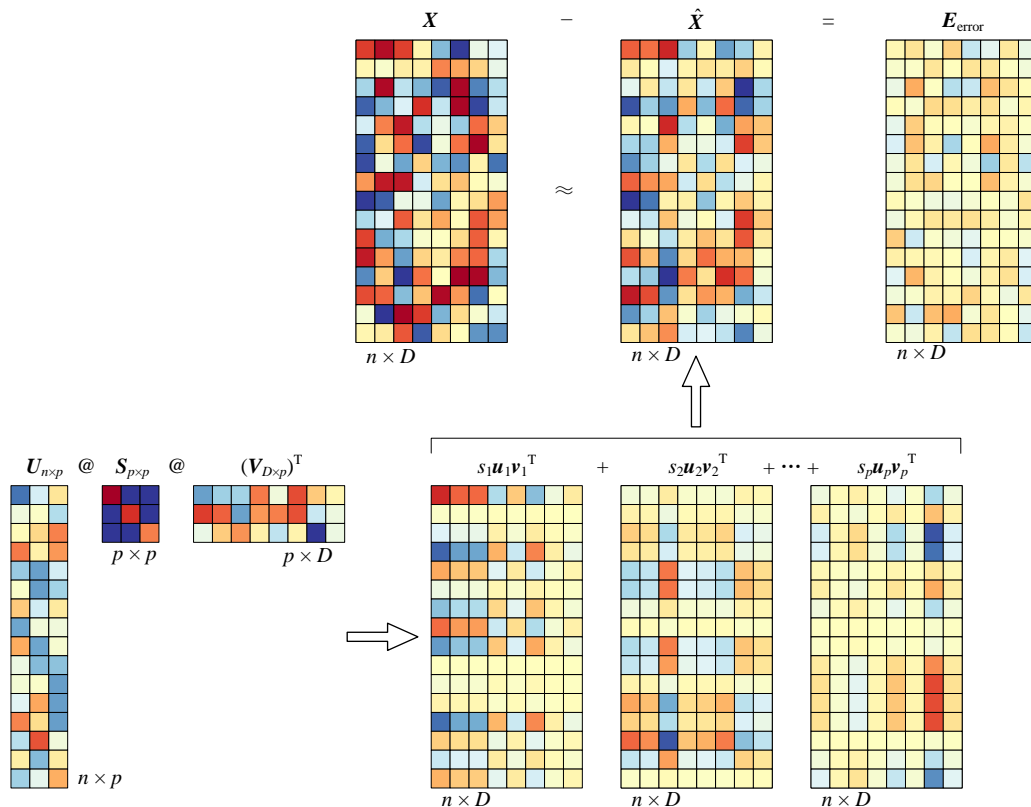 X − X̂ = E_error
≈
n × D n × D n × D
U_{n×p} @ S_{p×p} @ (V_{D×p})^T s_1u_1v_1^T + s_2u_2v_2^T + ⋯ + s_pu_pv_p^T
p × p p × D
n × p
n × D n × D n × D